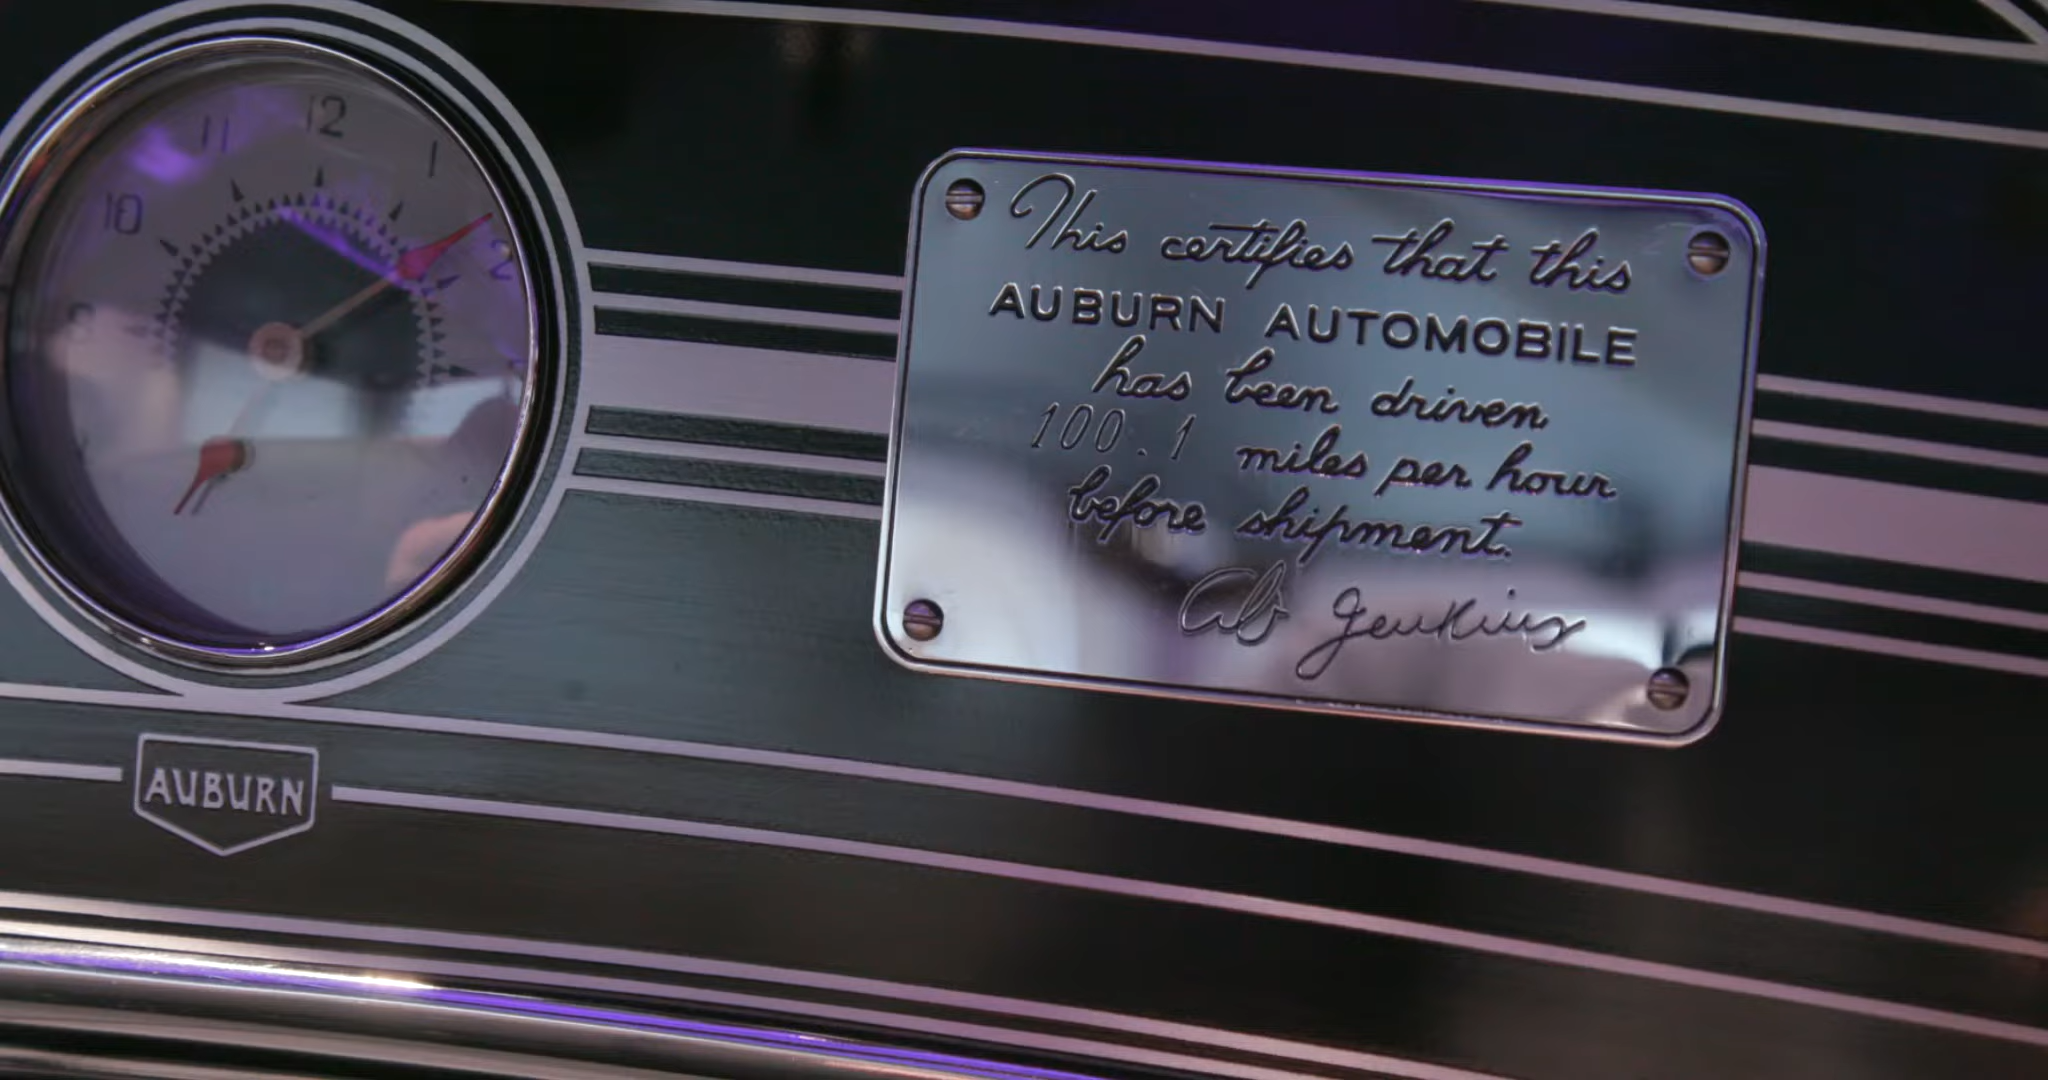 12
11
1
10
2
9
This certifies that this
AUBURN AUTOMOBILE
has been driven
100.1 miles per hour
before shipment.
Ab Jenkins
AUBURN